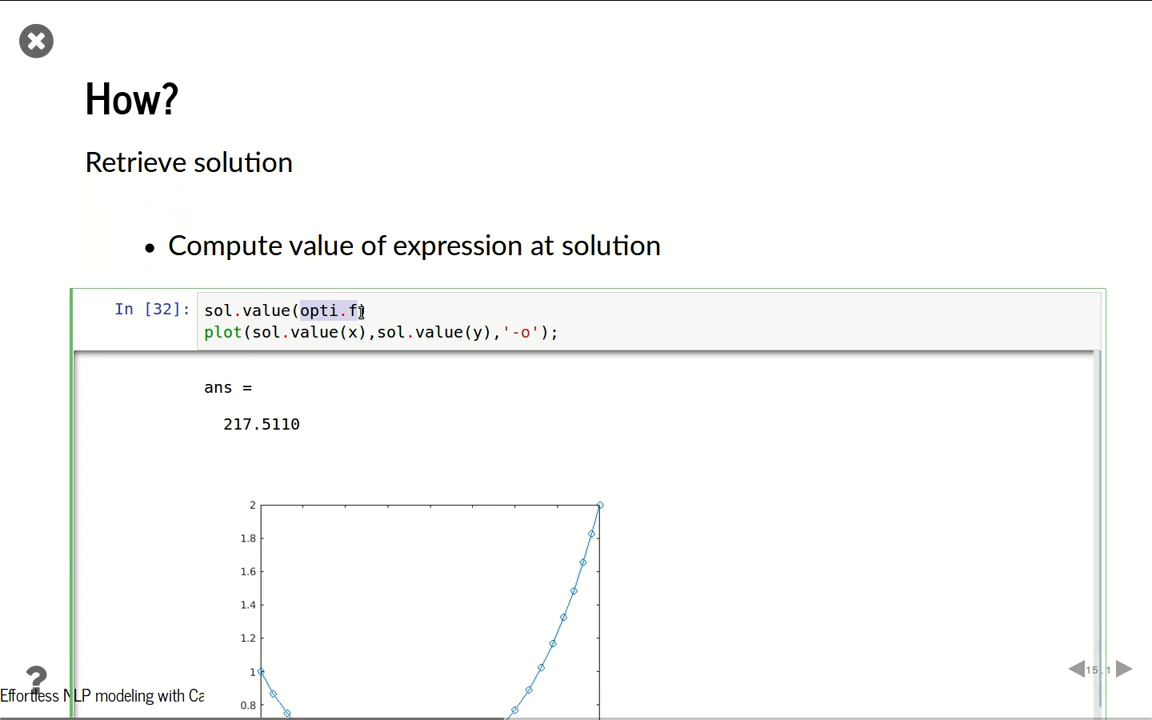 How?
Retrieve solution
• Compute value of expression at solution
In [32]: sol.value(opti.f)
plot(sol.value(x),sol.value(y),'-o');
ans =
217.5110
2
1.8
1.6
1.4
1.2
1
0.8
?
15.1
Effortless NLP modeling with Ca